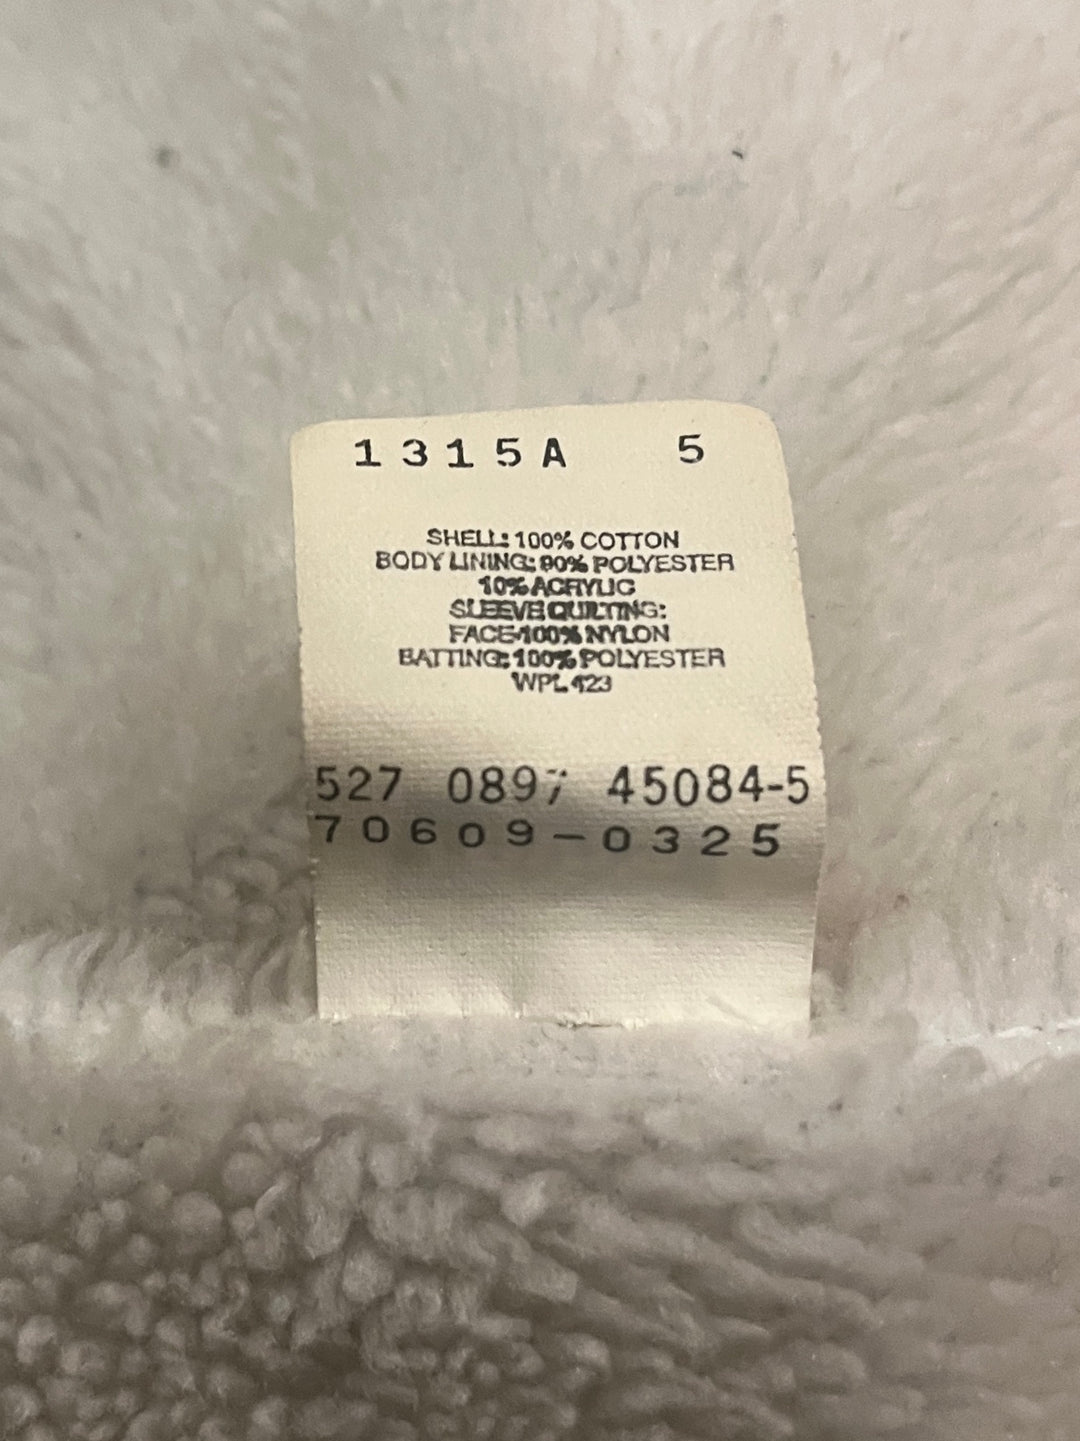 1315A 5
SHELL: 100% COTTON
BODY LINING: 90% POLYESTER
10% ACRYLIC
SLEEVE QUILTING:
FACE-100% NYLON
BATTING: 100% POLYESTER
WPL 423
527 0897 45084-5
70609-0325